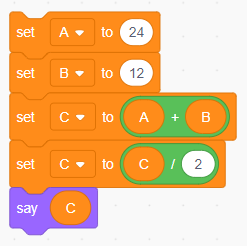 set A to 24
set B to 12
set C to A + B
set C to C / 2
say C